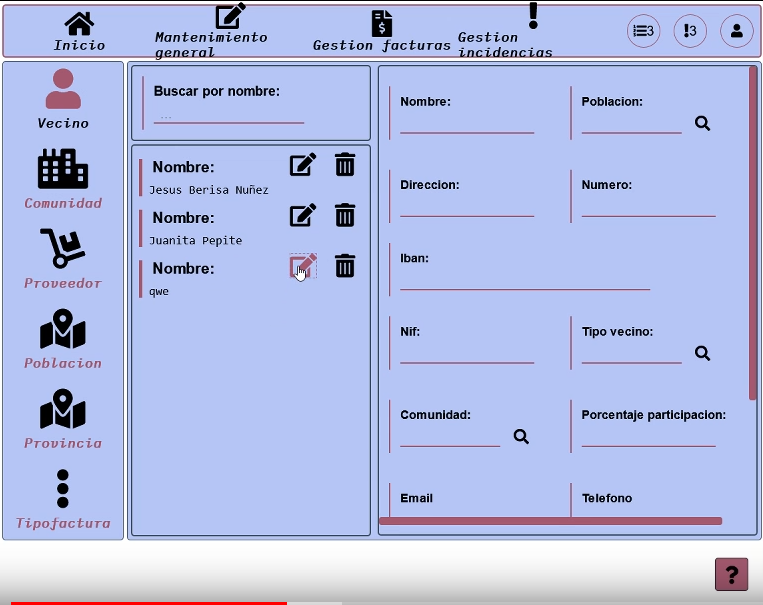 Inicio
Mantenimiento
general
Gestion facturas
Gestion
incidencias
3
!3
Vecino
Comunidad
Proveedor
Poblacion
Provincia
Tipofactura
Buscar por nombre:
...
Nombre:
Jesus Berisa Nuñez
Nombre:
Juanita Pepite
Nombre:
qwe
Nombre:
Poblacion:
Direccion:
Numero:
Iban:
Nif:
Tipo vecino:
Comunidad:
Porcentaje participacion:
Email
Telefono
?